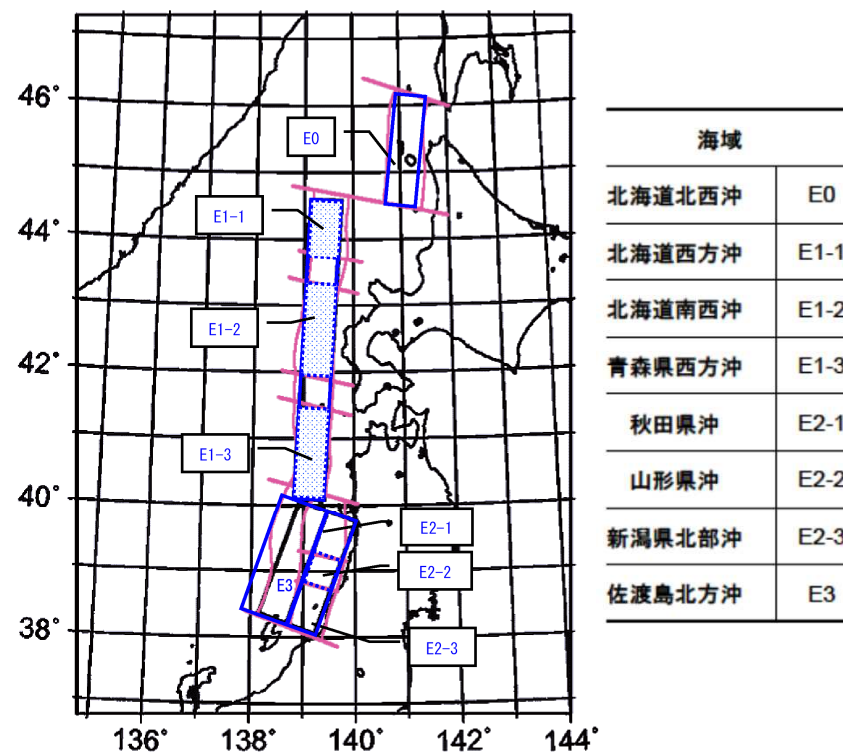 46°
44°
42°
40°
38°
136°
138°
140°
142°
144°
E0
E1-1
E1-2
E1-3
E2-1
E2-2
E3
E2-3
海域
北海道北西沖 E0
北海道西方沖 E1-1
北海道南西沖 E1-2
青森県西方沖 E1-3
秋田県沖 E2-1
山形県沖 E2-2
新潟県北部沖 E2-3
佐渡島北方沖 E3